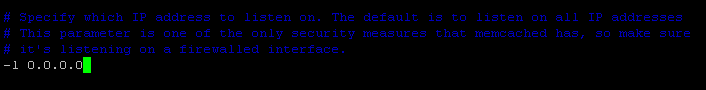 # Specify which IP address to listen on. The default is to listen on all IP addresses
# This parameter is one of the only security measures that memcached has, so make sure
# it's listening on a firewalled interface.
-l 0.0.0.0